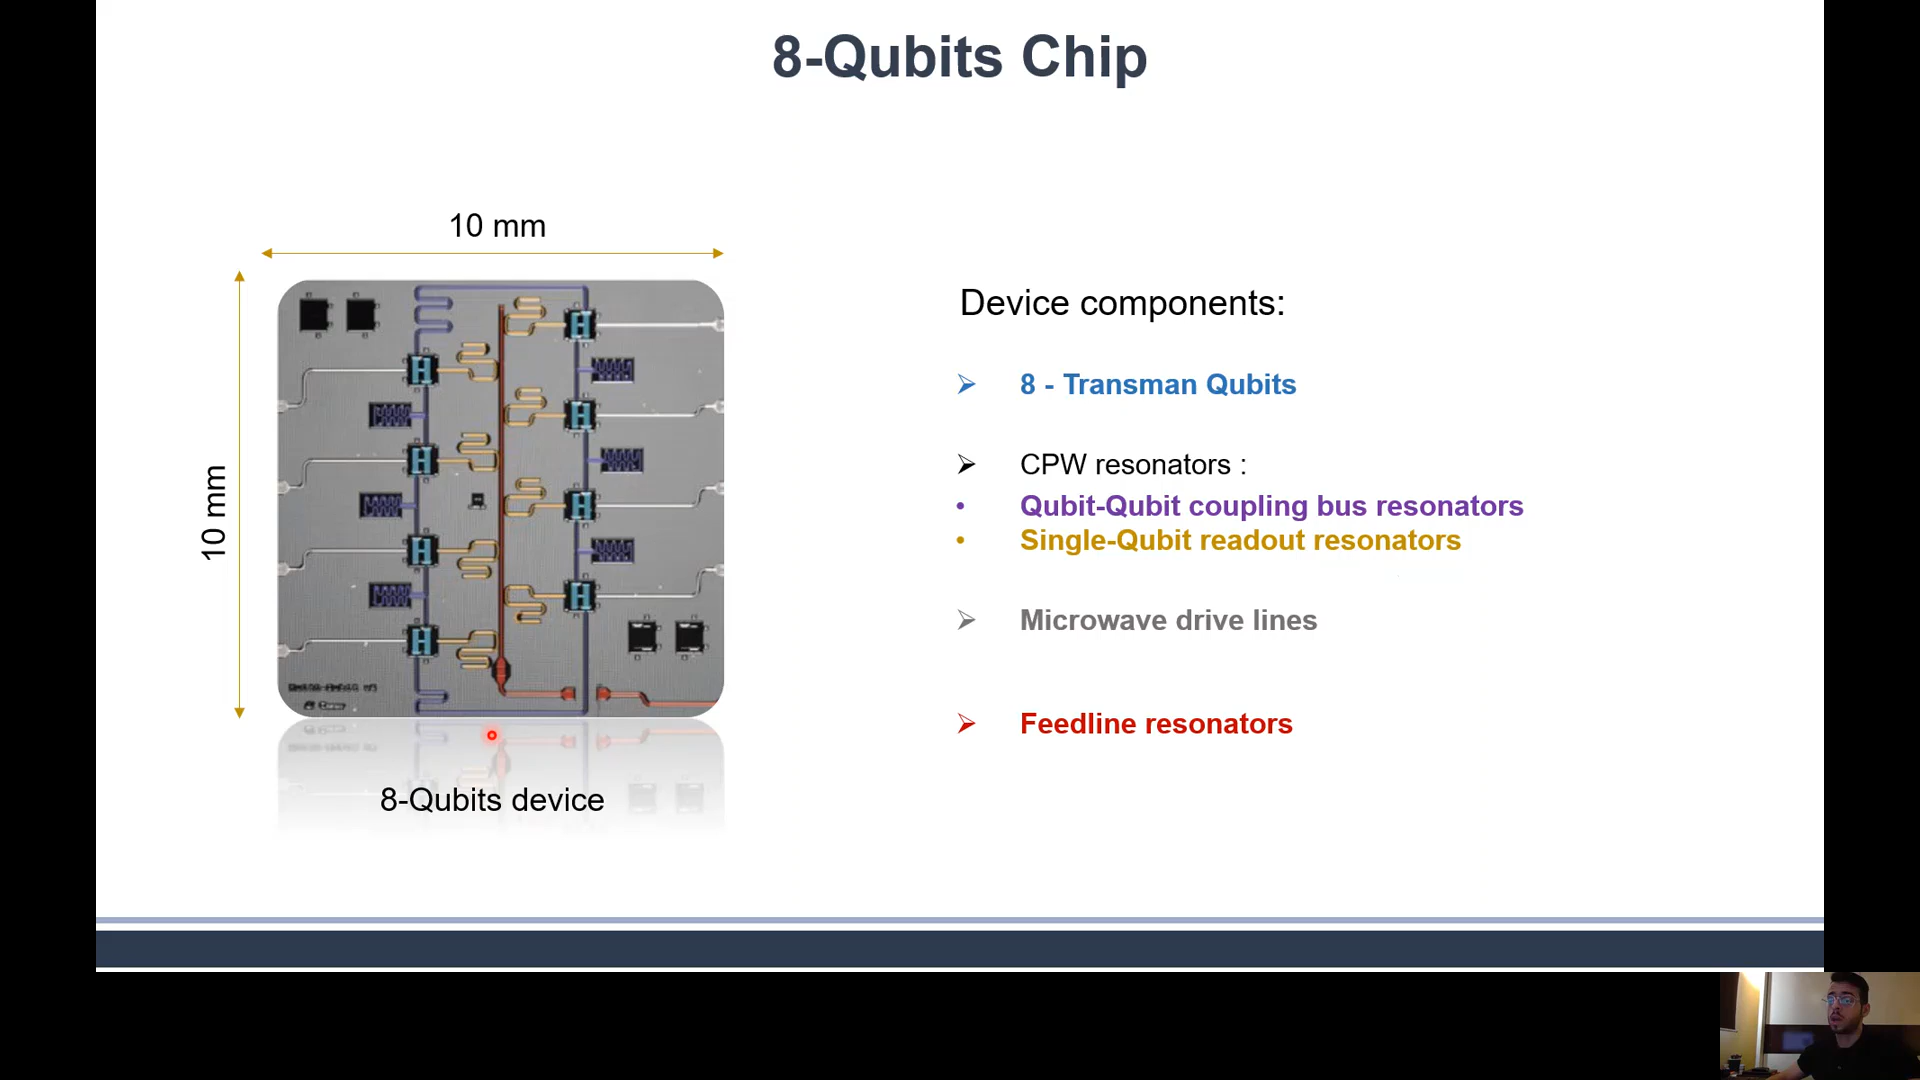 8-Qubits Chip
10 mm
10 mm
8-Qubits device
Device components:
8 - Transman Qubits
CPW resonators :
Qubit-Qubit coupling bus resonators
Single-Qubit readout resonators
Microwave drive lines
Feedline resonators